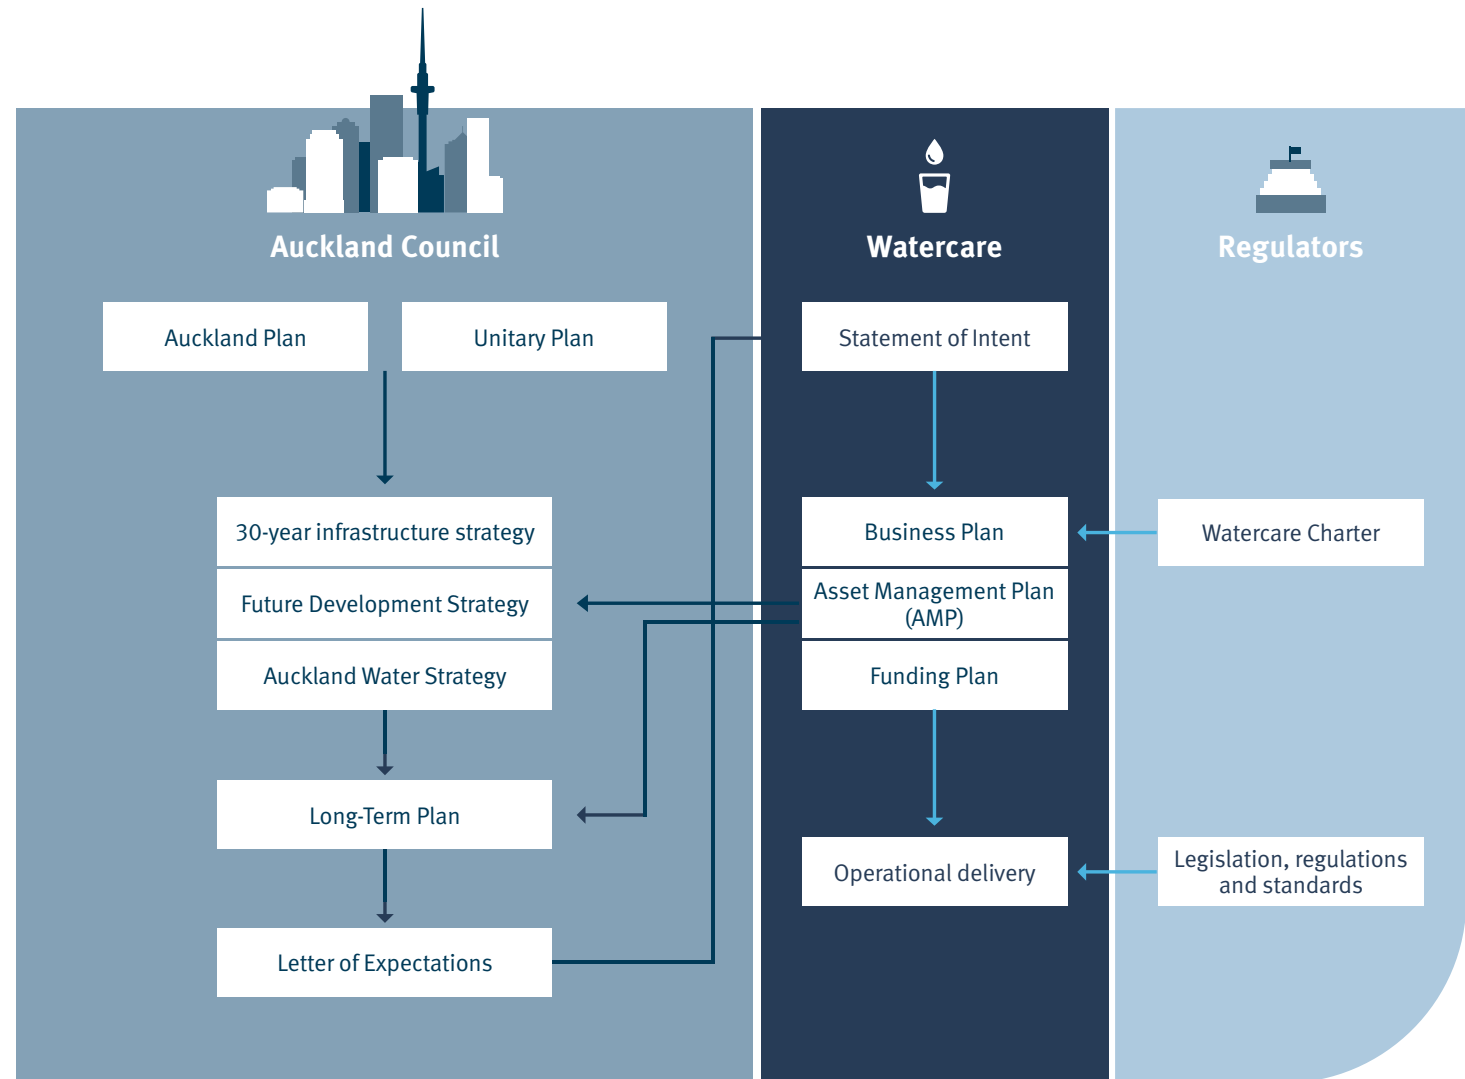 Auckland Council
Auckland Plan
Unitary Plan
30-year infrastructure strategy
Future Development Strategy
Auckland Water Strategy
Long-Term Plan
Letter of Expectations
Watercare
Statement of Intent
Business Plan
Asset Management Plan
(AMP)
Funding Plan
Operational delivery
Regulators
Watercare Charter
Legislation, regulations
and standards